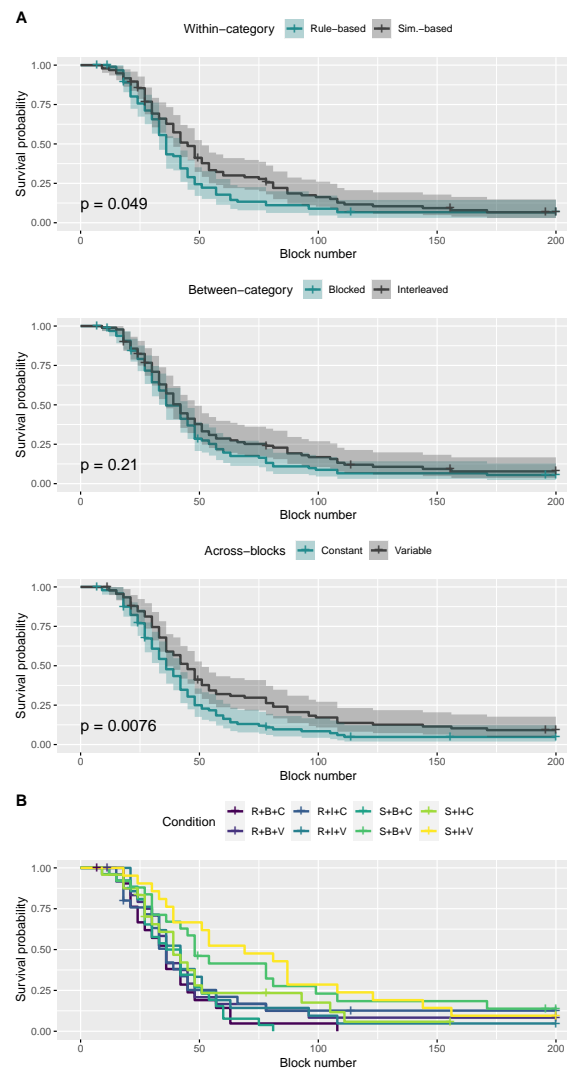 A
Within−category Rule−based Sim.−based
1.00
0.75
0.50
0.25
0.00
Survival probability
p = 0.049
0 50 100 150 200
Block number
Between−category Blocked Interleaved
1.00
0.75
0.50
0.25
0.00
Survival probability
p = 0.21
0 50 100 150 200
Block number
Across−blocks Constant Variable
1.00
0.75
0.50
0.25
0.00
Survival probability
p = 0.0076
0 50 100 150 200
Block number
B
Condition
R+B+C R+I+C S+B+C S+I+C
R+B+V R+I+V S+B+V S+I+V
1.00
0.75
0.50
0.25
0.00
Survival probability
0 50 100 150 200
Block number